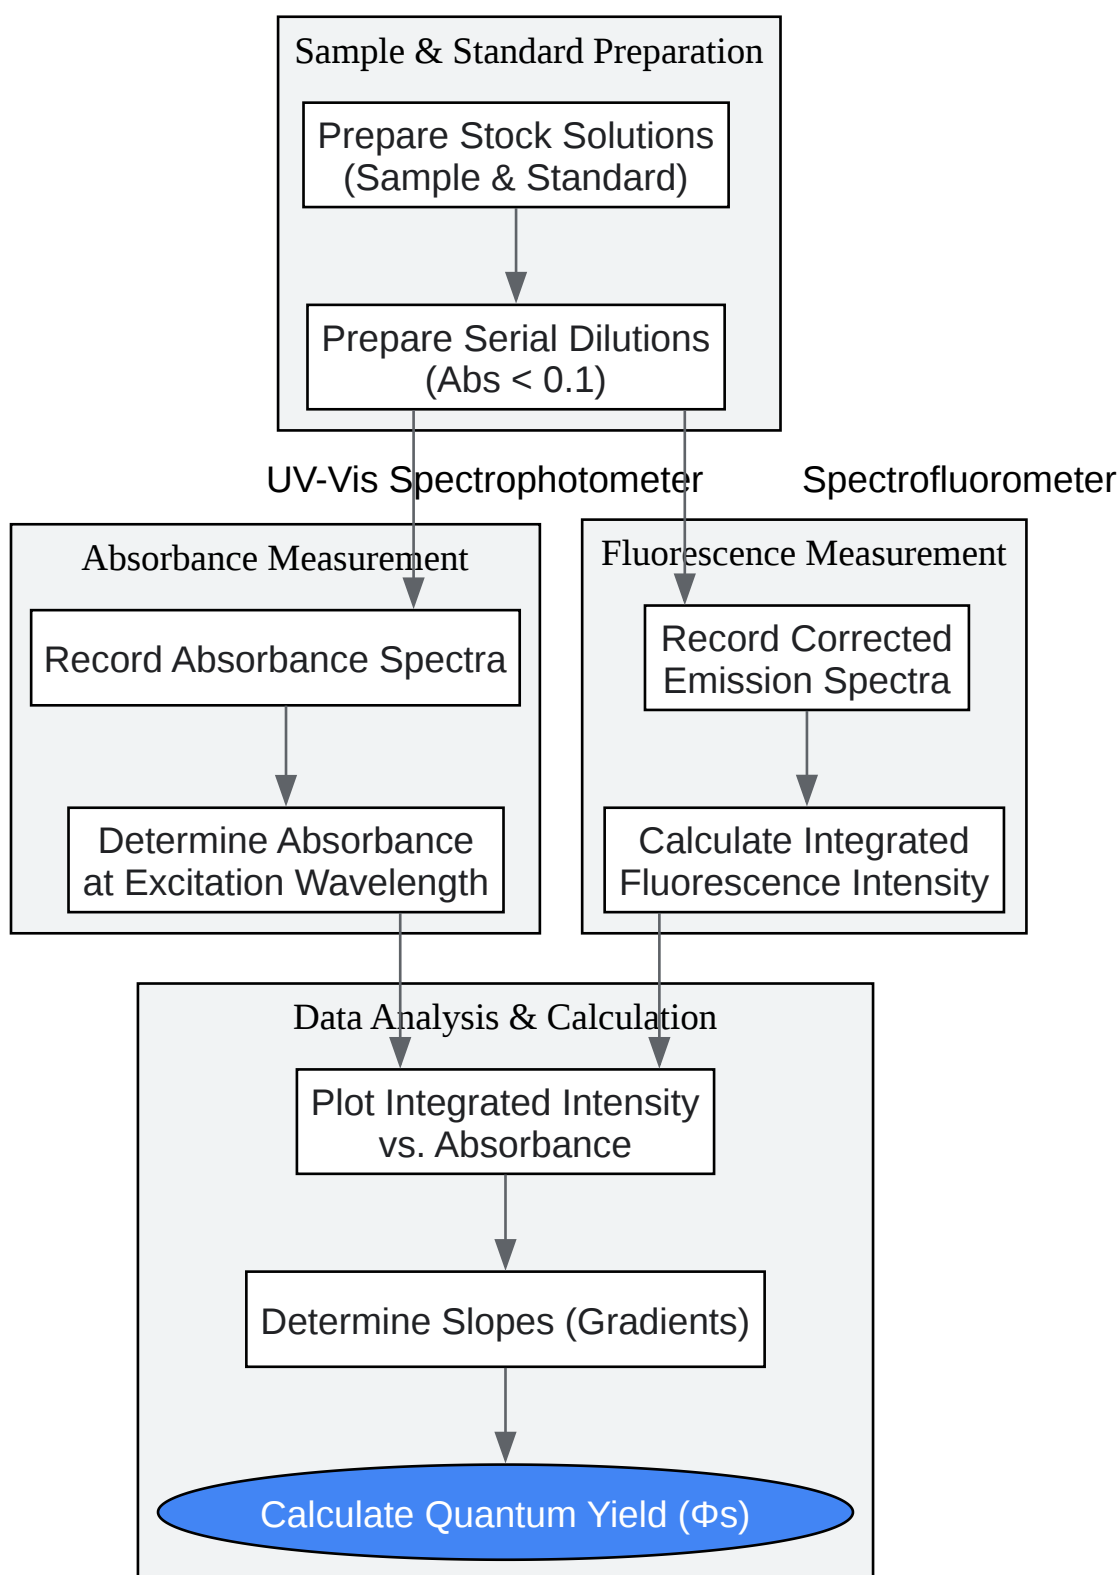 Sample & Standard Preparation
Prepare Stock Solutions
(Sample & Standard)
Prepare Serial Dilutions
(Abs < 0.1)
UV-Vis Spectrophotometer
Spectrofluorometer
Absorbance Measurement
Record Absorbance Spectra
Determine Absorbance
at Excitation Wavelength
Fluorescence Measurement
Record Corrected
Emission Spectra
Calculate Integrated
Fluorescence Intensity
Data Analysis & Calculation
Plot Integrated Intensity
vs. Absorbance
Determine Slopes (Gradients)
Calculate Quantum Yield (Φs)